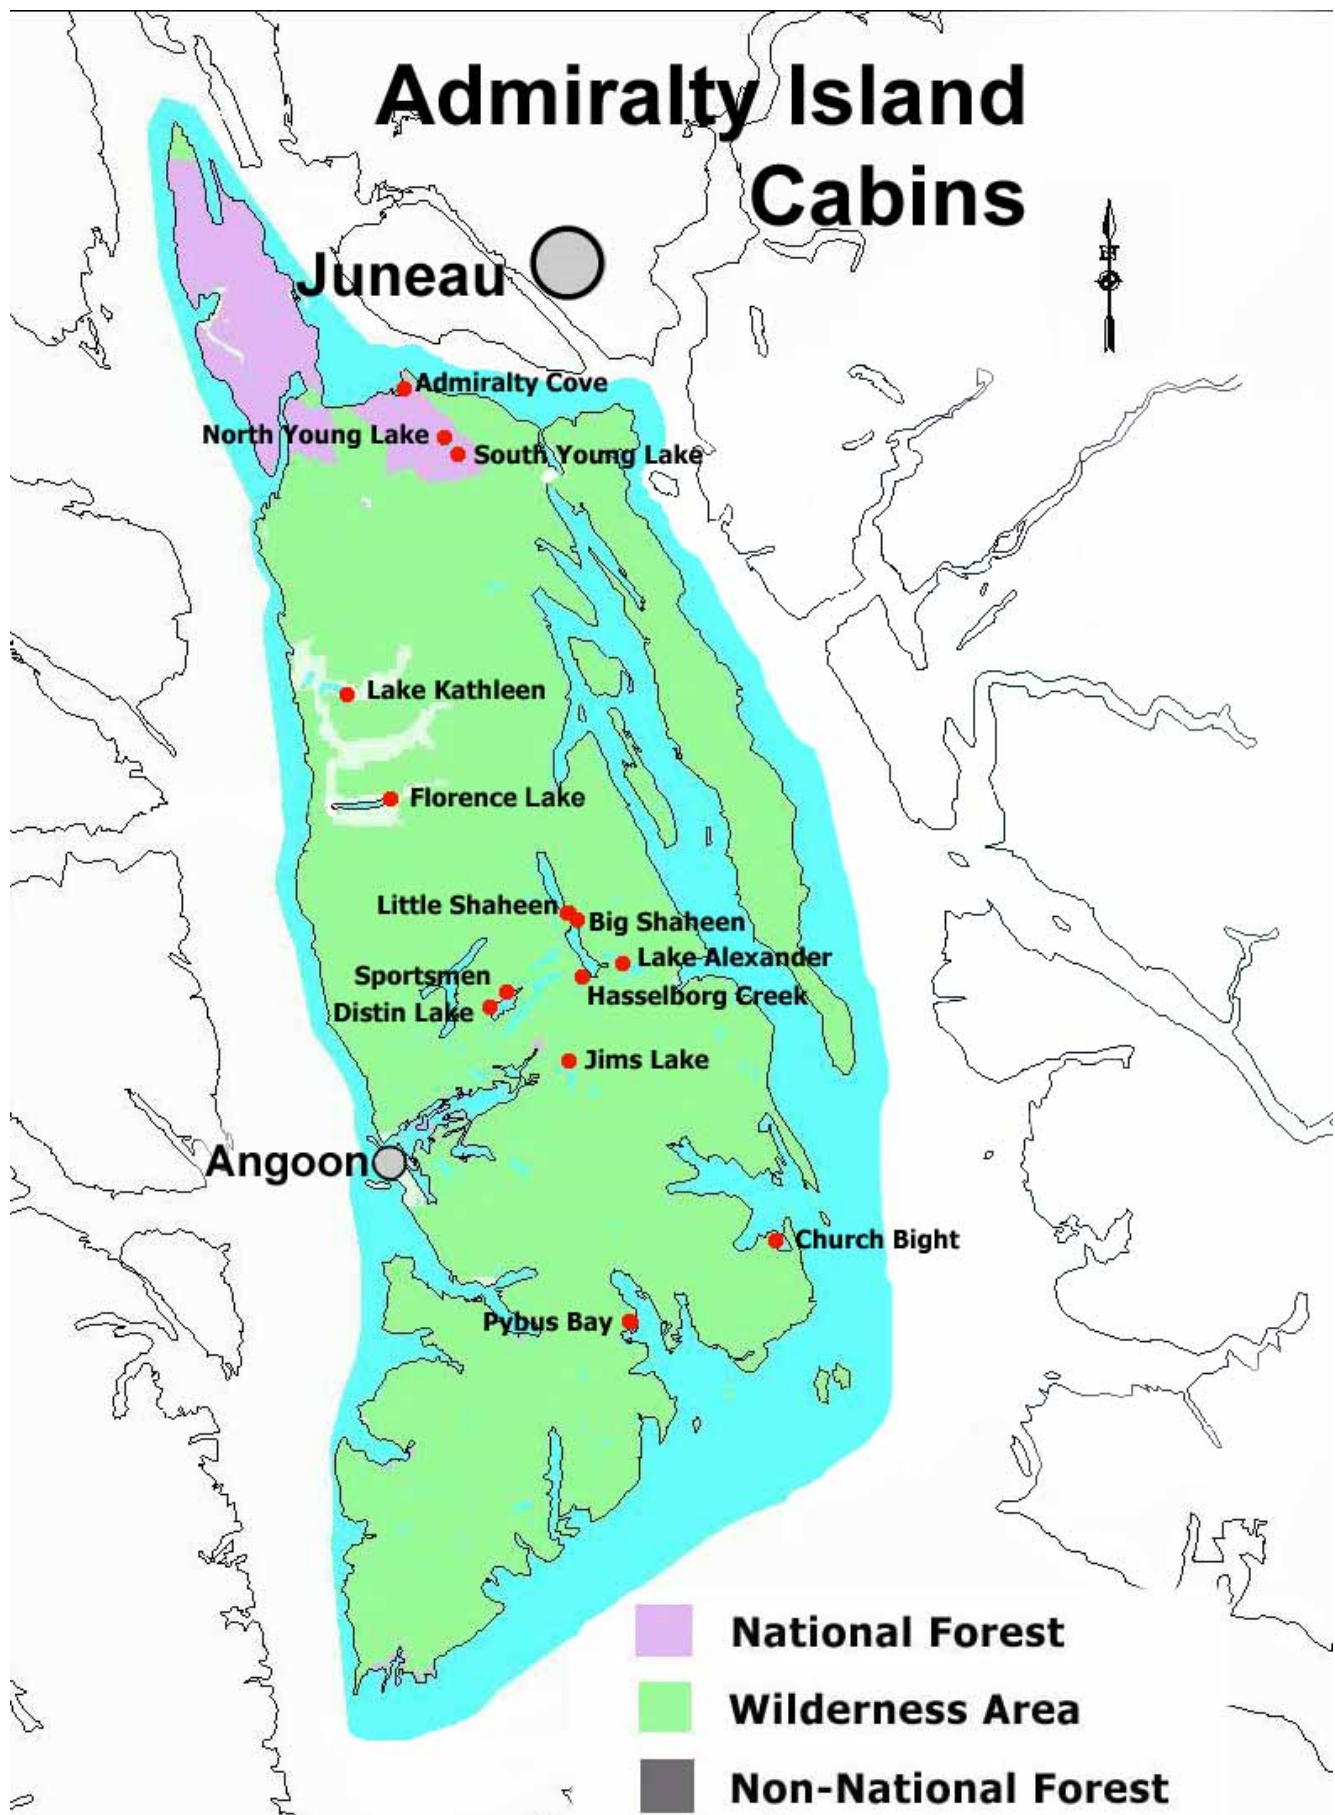 Admiralty Island
Cabins
N
Juneau
Admiralty Cove
North Young Lake
South Young Lake
Lake Kathleen
Florence Lake
Little Shaheen
Big Shaheen
Lake Alexander
Sportsmen
Hasselborg Creek
Distin Lake
Jims Lake
Angoon
Church Bight
Pybus Bay
National Forest
Wilderness Area
Non-National Forest